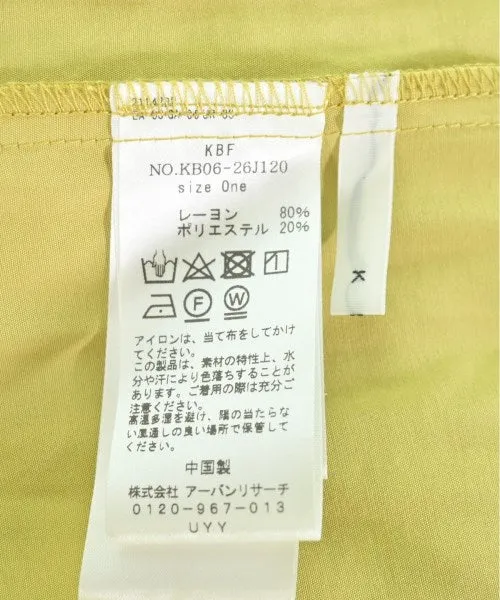 KBF
NO.KB06-26J120
size One
レーヨン 80%
ポリエステル 20%
F W
アイロンは、当て布をしてかけ
てください。
この製品は、素材の特性上、水
分や汗により色落ちすることが
あります。ご着用の際は充分ご
注意ください。
高温多湿を避け、陽の当たらな
い風通しの良い場所で保管して
ください。
中国製
株式会社 アーバンリサーチ
0120-967-013
UYY
K